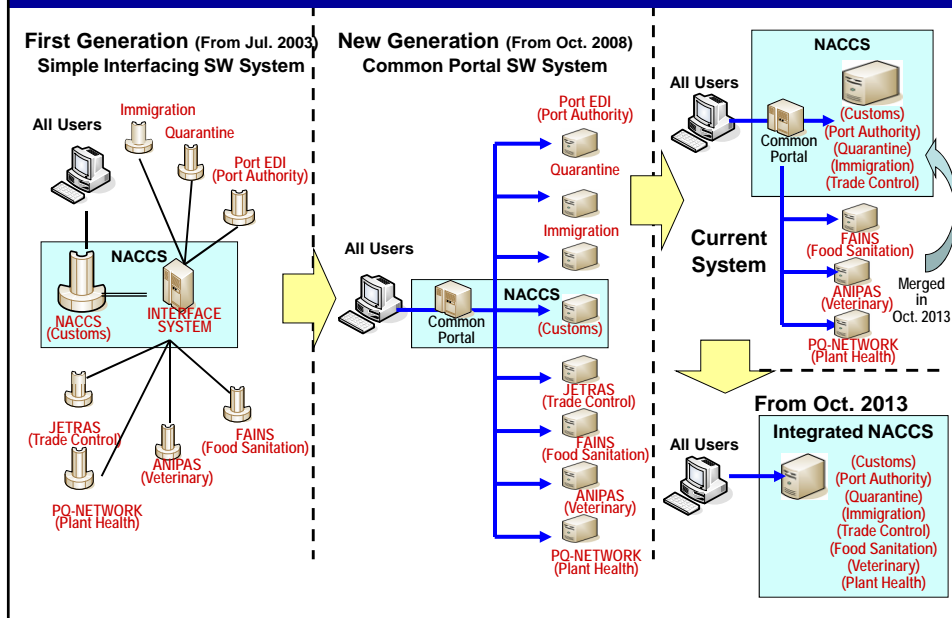 First Generation (From Jul. 2003)
Simple Interfacing SW System
Immigration
All Users
Quarantine
Port EDI
(Port Authority)
NACCS
NACCS
(Customs)
INTERFACE
SYSTEM
JETRAS
(Trade Control)
FAINS
(Food Sanitation)
ANIPAS
(Veterinary)
PQ-NETWORK
(Plant Health)
New Generation (From Oct. 2008)
Common Portal SW System
Port EDI
(Port Authority)
Quarantine
Immigration
All Users
NACCS
Common
Portal
(Customs)
JETRAS
(Trade Control)
FAINS
(Food Sanitation)
ANIPAS
(Veterinary)
PQ-NETWORK
(Plant Health)
NACCS
All Users
Common
Portal
(Customs)
(Port Authority)
(Quarantine)
(Immigration)
(Trade Control)
Current
System
FAINS
(Food Sanitation)
ANIPAS
(Veterinary)
PQ-NETWORK
(Plant Health)
Merged
in
Oct. 2013
From Oct. 2013
All Users
Integrated NACCS
(Customs)
(Port Authority)
(Quarantine)
(Immigration)
(Trade Control)
(Food Sanitation)
(Veterinary)
(Plant Health)